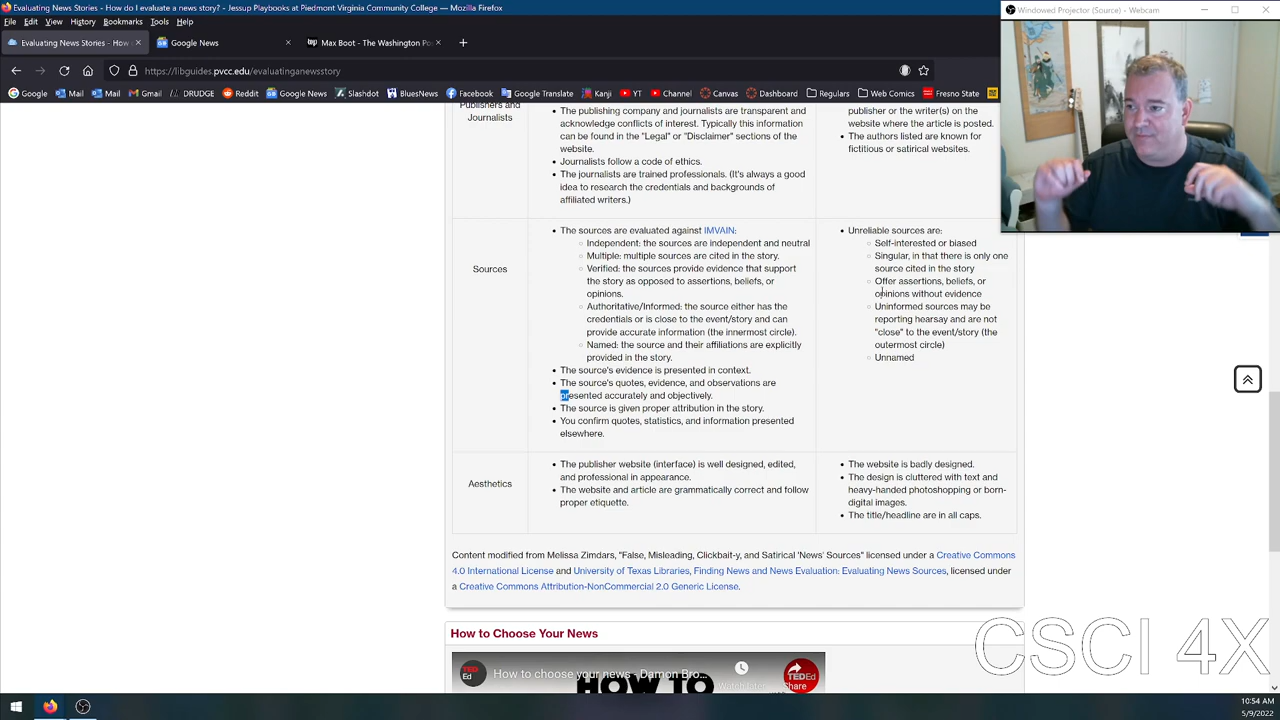 Evaluating News Stories - How do I evaluate a news story? - Jessup Playbooks at Piedmont Virginia Community College — Mozilla Firefox
Windowed Projector (Source) - Webcam
File Edit View History Bookmarks Tools Help
Evaluating News Stories - How
Google News
wp Max Boot - The Washington Po
https://libguides.pvcc.edu/evaluatinganewsstory
Google Mail Mail Gmail DRUDGE Reddit Google News Slashdot BluesNews Facebook Google Translate Kanji YT Channel Canvas Dashboard Regulars Web Comics Fresno State
Publishers and
Journalists
• The publishing company and journalists are transparent and
acknowledge conflicts of interest. Typically this information
can be found in the "Legal" or "Disclaimer" sections of the
website.
• Journalists follow a code of ethics.
• The journalists are trained professionals. (It's always a good
idea to research the credentials and backgrounds of
affiliated writers.)
publisher or the writer(s) on the
website where the article is posted.
• The authors listed are known for
fictitious or satirical websites.
Sources
• The sources are evaluated against IMVAIN:
○ Independent: the sources are independent and neutral
○ Multiple: multiple sources are cited in the story.
○ Verified: the sources provide evidence that support
the story as opposed to assertions, beliefs, or
opinions.
○ Authoritative/Informed: the source either has the
credentials or is close to the event/story and can
provide accurate information (the innermost circle).
○ Named: the source and their affiliations are explicitly
provided in the story.
• The source's evidence is presented in context.
• The source's quotes, evidence, and observations are
presented accurately and objectively.
• The source is given proper attribution in the story.
• You confirm quotes, statistics, and information presented
elsewhere.
• Unreliable sources are:
○ Self-interested or biased
○ Singular, in that there is only one
source cited in the story
○ Offer assertions, beliefs, or
opinions without evidence
○ Uninformed sources may be
reporting hearsay and are not
"close" to the event/story (the
outermost circle)
○ Unnamed
Aesthetics
• The publisher website (interface) is well designed, edited,
and professional in appearance.
• The website and article are grammatically correct and follow
proper etiquette.
• The website is badly designed.
• The design is cluttered with text and
heavy-handed photoshopping or born-
digital images.
• The title/headline are in all caps.
Content modified from Melissa Zimdars, "False, Misleading, Clickbait-y, and Satirical 'News' Sources" licensed under a Creative Commons
4.0 International License and University of Texas Libraries, Finding News and News Evaluation: Evaluating News Sources, licensed under
a Creative Commons Attribution-NonCommercial 2.0 Generic License.
How to Choose Your News
TED
Ed
How to choose your news - Damon Bro...
HOW TO
Watch later
Share
TEDEd
CSCI 4X
10:54 AM
5/9/2022